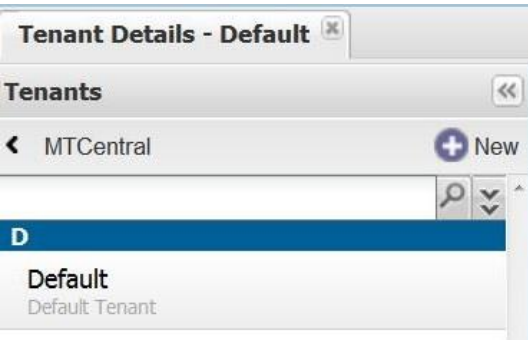 Tenant Details - Default
Tenants
MTCentral
New
D
Default
Default Tenant